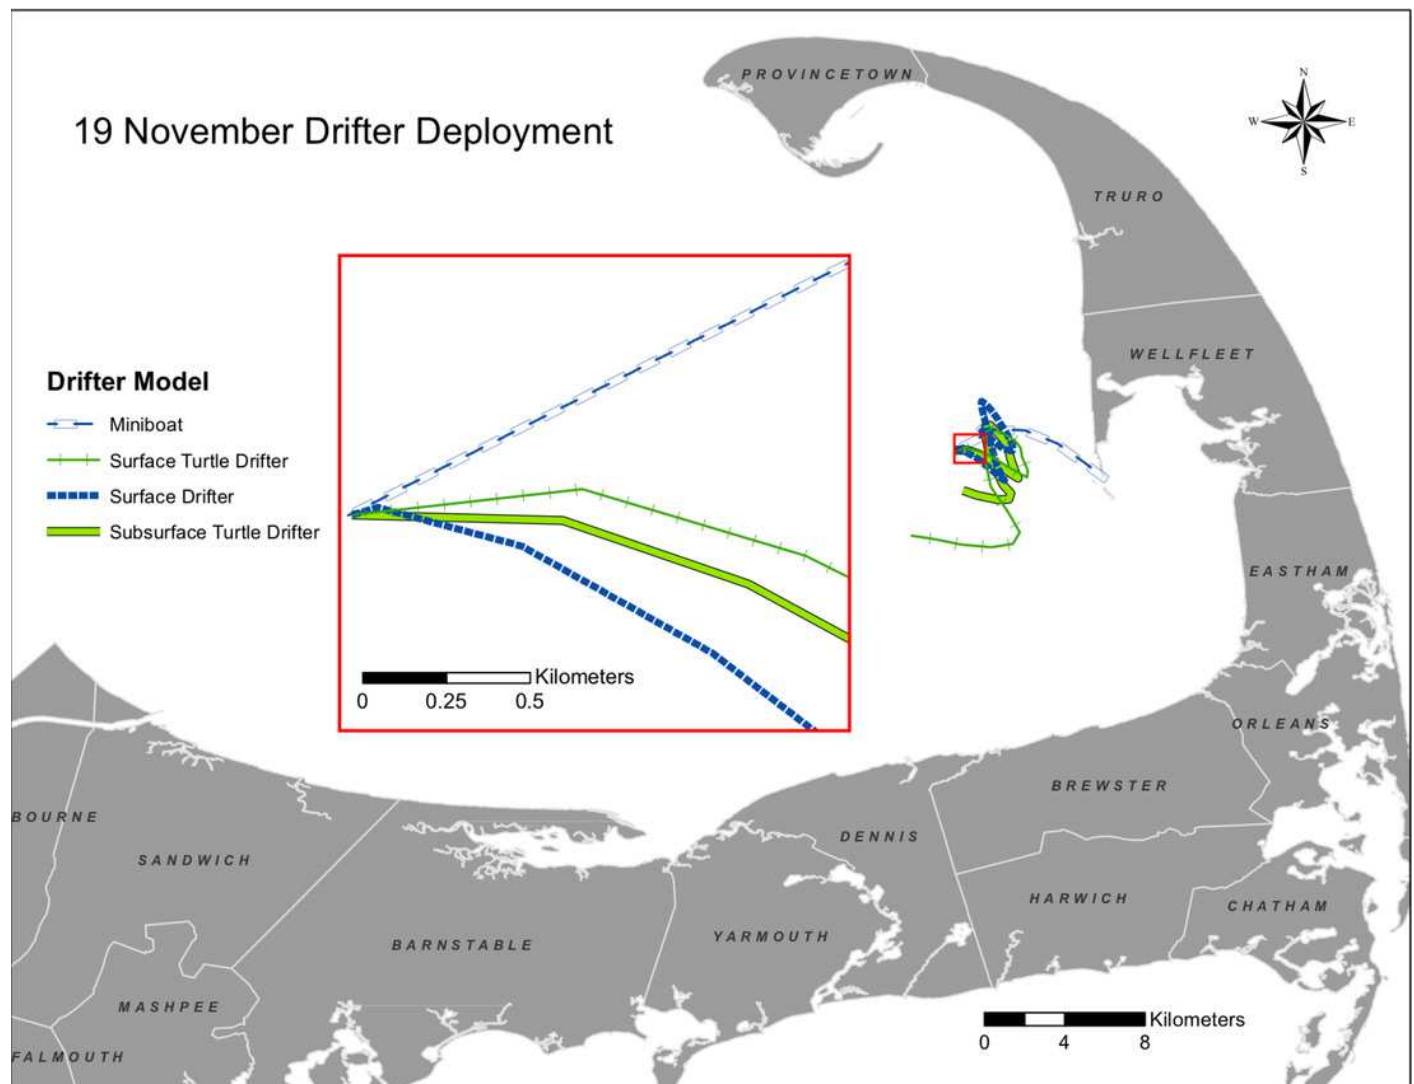 PROVINCETOWN
19 November Drifter Deployment
N
W E
S
TRURO
WELLFLEET
Drifter Model
Miniboat
Surface Turtle Drifter
Surface Drifter
Subsurface Turtle Drifter
Kilometers
0 0.25 0.5
EASTHAM
ORLEANS
BREWSTER
BOURNE
SANDWICH
DENNIS
HARWICH
CHATHAM
BARNSTABLE
YARMOUTH
MASHPEE
FALMOUTH
Kilometers
0 4 8